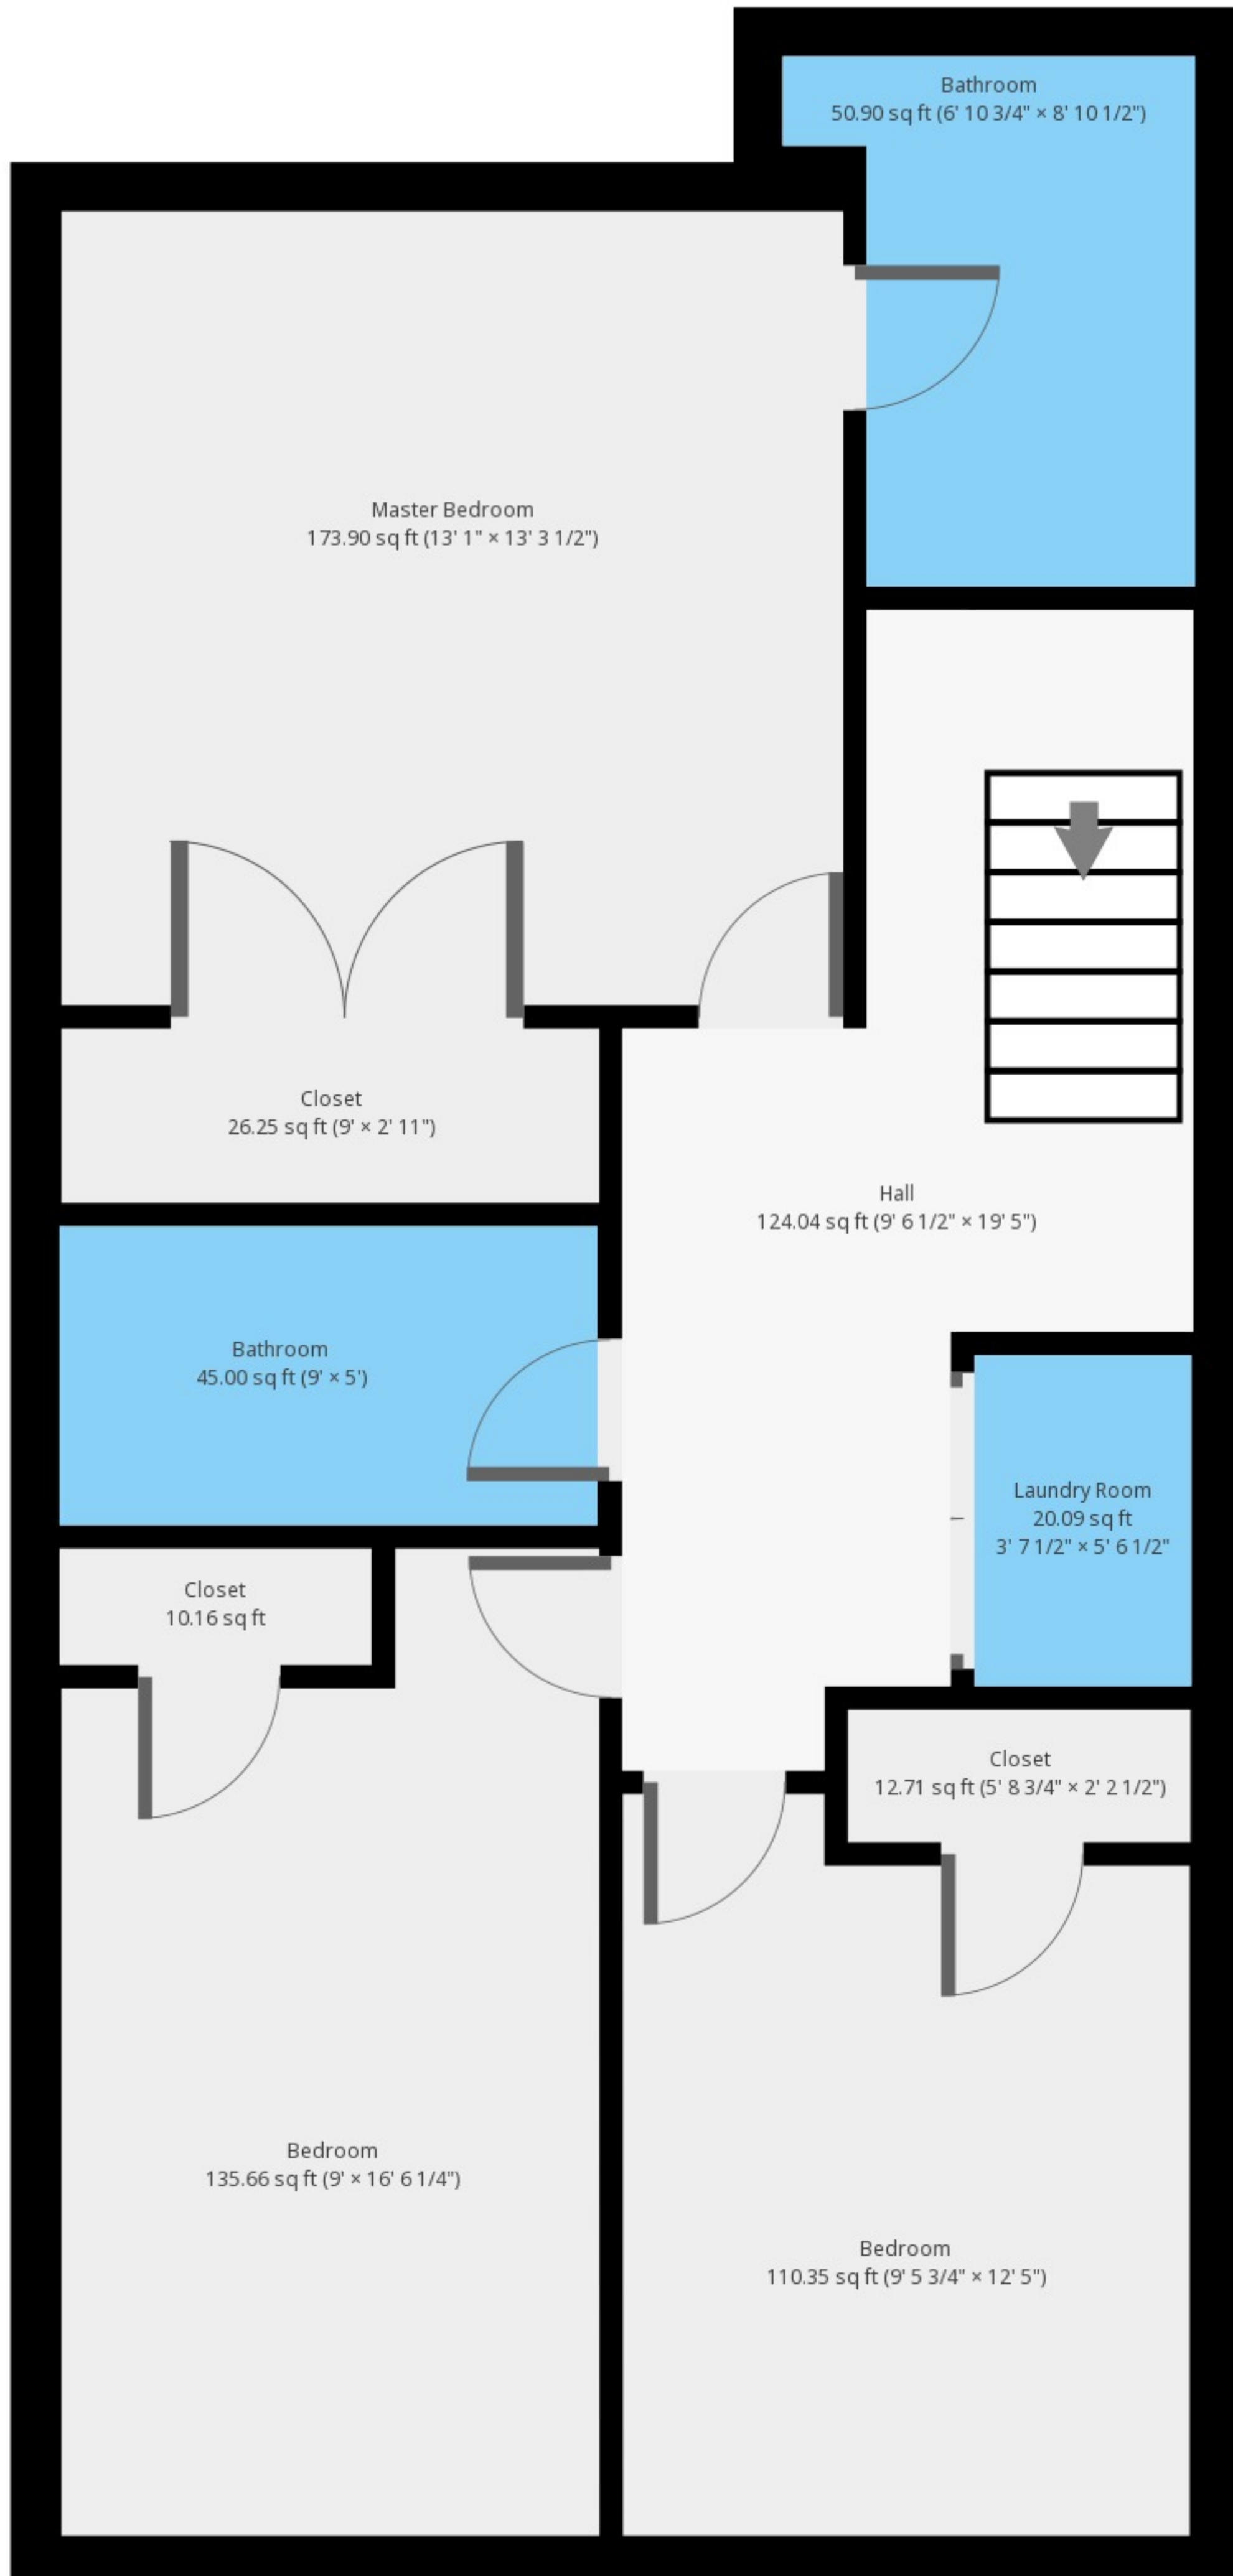 Bathroom
50.90 sq ft (6' 10 3/4" × 8' 10 1/2")
Master Bedroom
173.90 sq ft (13' 1" × 13' 3 1/2")
Closet
26.25 sq ft (9' × 2' 11")
Hall
124.04 sq ft (9' 6 1/2" × 19' 5")
Bathroom
45.00 sq ft (9' × 5')
Laundry Room
20.09 sq ft
3' 7 1/2" × 5' 6 1/2"
Closet
10.16 sq ft
Closet
12.71 sq ft (5' 8 3/4" × 2' 2 1/2")
Bedroom
135.66 sq ft (9' × 16' 6 1/4")
Bedroom
110.35 sq ft (9' 5 3/4" × 12' 5")